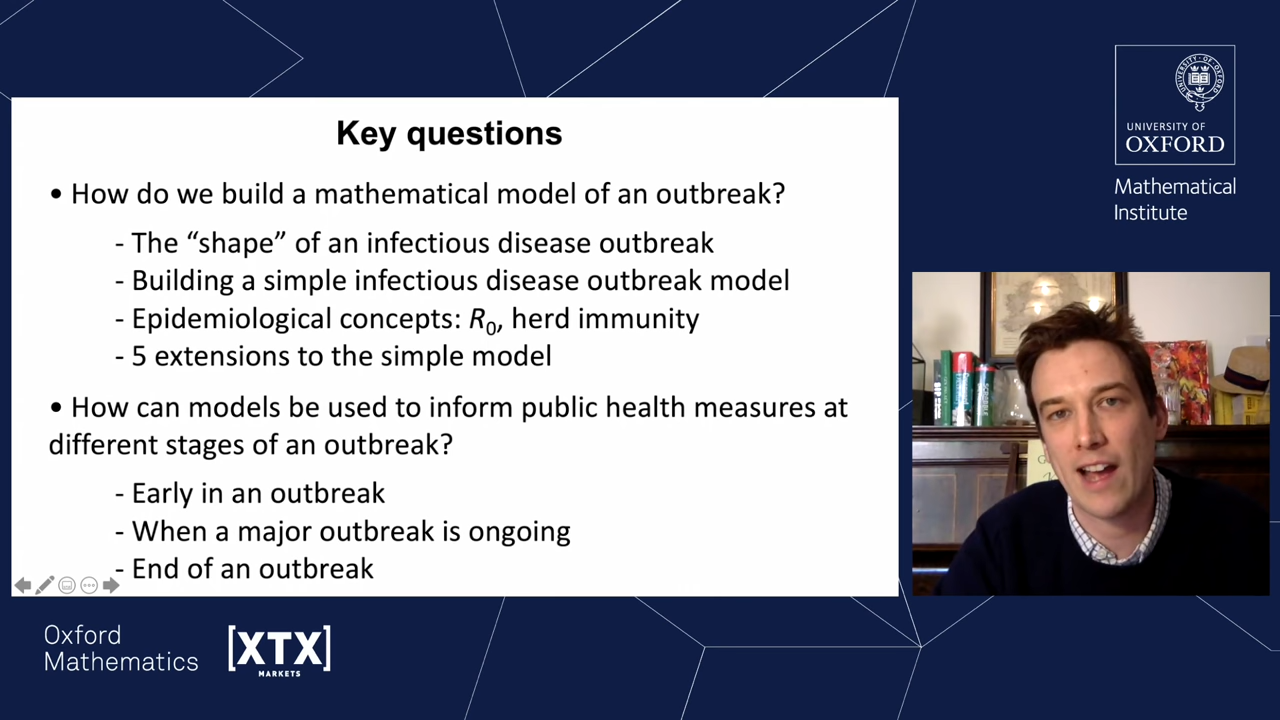 Key questions
• How do we build a mathematical model of an outbreak?
- The “shape” of an infectious disease outbreak
- Building a simple infectious disease outbreak model
- Epidemiological concepts: R0, herd immunity
- 5 extensions to the simple model
• How can models be used to inform public health measures at
different stages of an outbreak?
- Early in an outbreak
- When a major outbreak is ongoing
- End of an outbreak
UNIVERSITY OF
OXFORD
Mathematical
Institute
Oxford
Mathematics
[XTX]
MARKETS